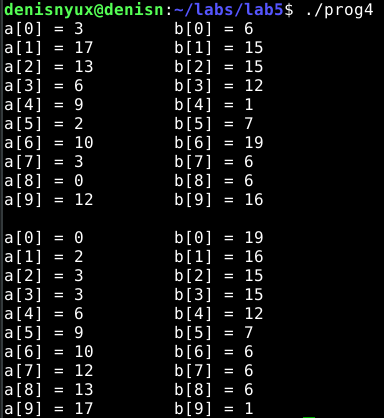 denisnyux@denisn:~/labs/lab5$ ./prog4
a[0] = 3 b[0] = 6
a[1] = 17 b[1] = 15
a[2] = 13 b[2] = 15
a[3] = 6 b[3] = 12
a[4] = 9 b[4] = 1
a[5] = 2 b[5] = 7
a[6] = 10 b[6] = 19
a[7] = 3 b[7] = 6
a[8] = 0 b[8] = 6
a[9] = 12 b[9] = 16
a[0] = 0 b[0] = 19
a[1] = 2 b[1] = 16
a[2] = 3 b[2] = 15
a[3] = 3 b[3] = 15
a[4] = 6 b[4] = 12
a[5] = 9 b[5] = 7
a[6] = 10 b[6] = 6
a[7] = 12 b[7] = 6
a[8] = 13 b[8] = 6
a[9] = 17 b[9] = 1